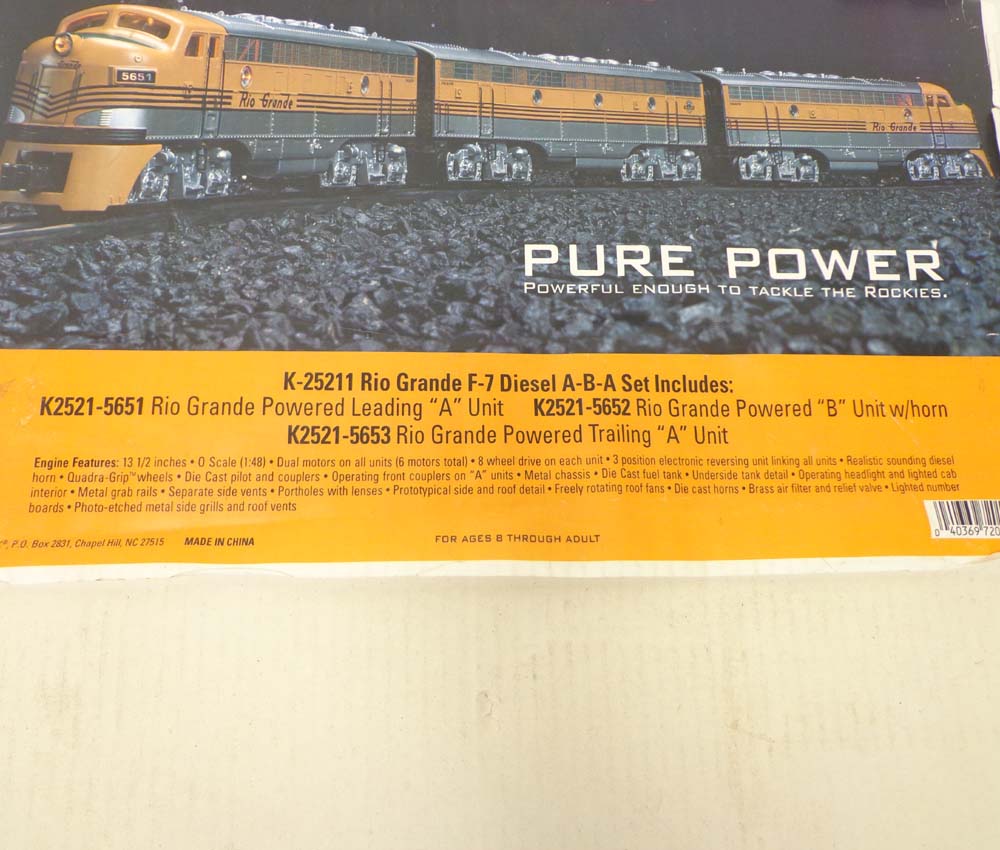 5651
Rio Grande
Rio Grande
PURE POWER
POWERFUL ENOUGH TO TACKLE THE ROCKIES.
K-25211 Rio Grande F-7 Diesel A-B-A Set Includes:
K2521-5651 Rio Grande Powered Leading “A” Unit K2521-5652 Rio Grande Powered “B” Unit w/horn
K2521-5653 Rio Grande Powered Trailing “A” Unit
Engine Features: 13 1/2 inches • O Scale (1:48) • Dual motors on all units (6 motors total) • 8 wheel drive on each unit • 3 position electronic reversing unit linking all units • Realistic sounding diesel
horn • Quadra-Grip™ wheels • Die Cast pilot and couplers • Operating front couplers on “A” units • Metal chassis • Die Cast fuel tank • Underside tank detail • Operating headlight and lighted cab
interior • Metal grab rails • Separate side vents • Portholes with lenses • Prototypical side and roof detail • Freely rotating roof fans • Die cast horns • Brass air filter and relief valve • Lighted number
boards • Photo-etched metal side grills and roof vents
P.O. Box 2831, Chapel Hill, NC 27515 MADE IN CHINA
FOR AGES 8 THROUGH ADULT
0 40369 720